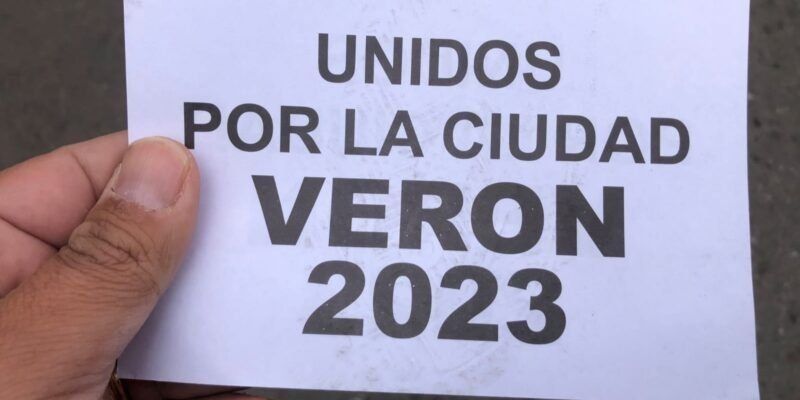 UNIDOS
POR LA CIUDAD
VERON
2023